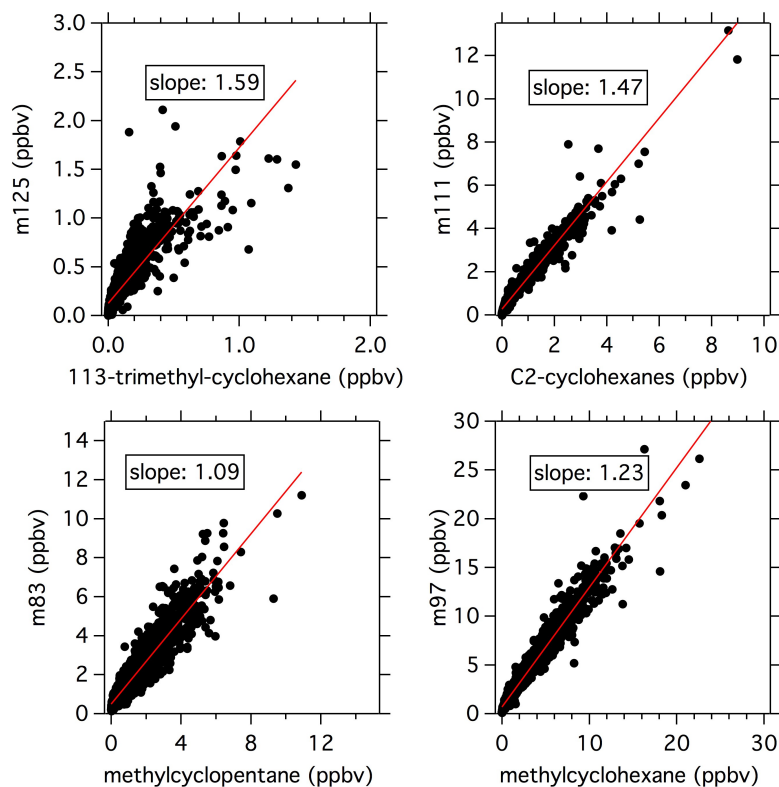 3.0
2.5
2.0
1.5
1.0
0.5
0.0
m125 (ppbv)
slope: 1.59
0.0 1.0 2.0
113-trimethyl-cyclohexane (ppbv)
12
10
8
6
4
2
0
m111 (ppbv)
slope: 1.47
0 2 4 6 8 10
C2-cyclohexanes (ppbv)
14
12
10
8
6
4
2
0
m83 (ppbv)
slope: 1.09
0 4 8 12
methylcyclopentane (ppbv)
30
25
20
15
10
5
0
m97 (ppbv)
slope: 1.23
0 10 20 30
methylcyclohexane (ppbv)